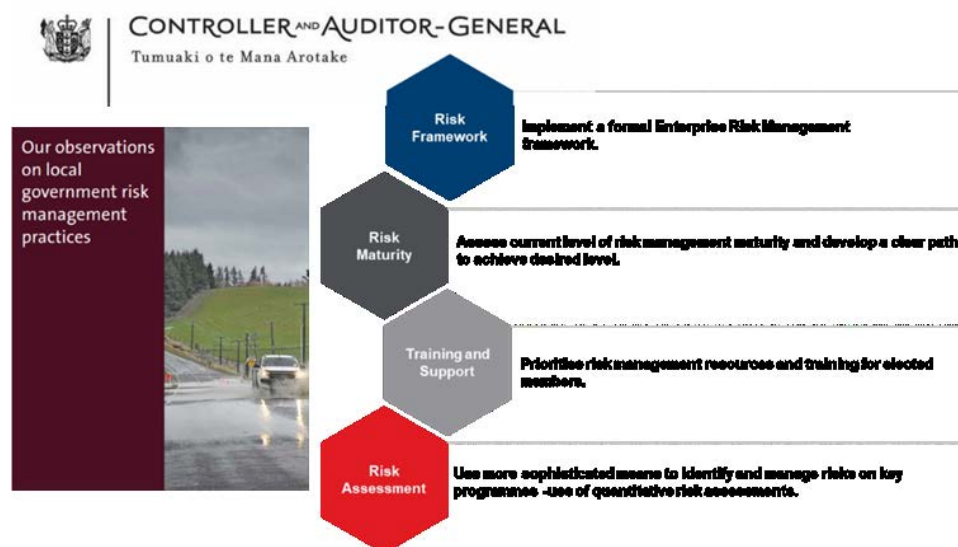 CONTROLLER AND AUDITOR-GENERAL
Tumuaki o te Mana Arotake
Our observations
on local
government risk
management
practices
Risk
Framework
Implement a formal Enterprise Risk Management
framework.
Risk
Maturity
Assess current level of risk management maturity and develop a clear path
to achieve desired level.
Training and
Support
Prioritise risk management resources and training for elected
members.
Risk
Assessment
Use more sophisticated means to identify and manage risks on key
programmes -use of quantitative risk assessments.